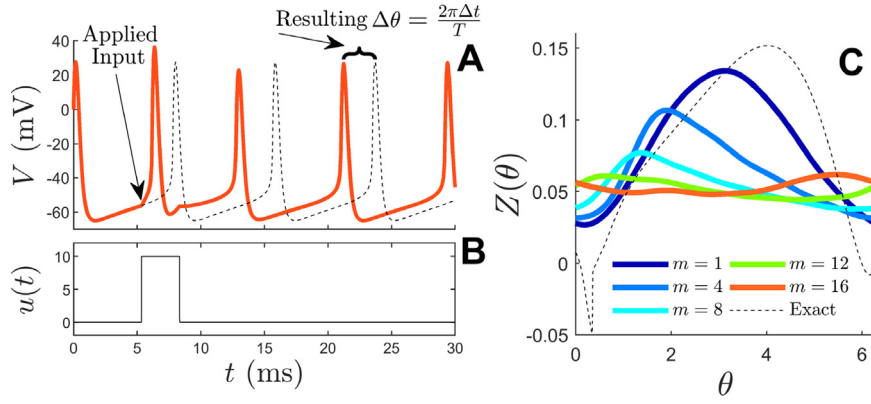 Applied
Input
Resulting Δθ = 2πΔt/T
A
V (mV)
40
20
0
-20
-40
-60
B
u(t)
10
5
0
0 5 10 15 20 25 30
t (ms)
C
Z(θ)
0.15
0.1
0.05
0
-0.05
m = 1
m = 4
m = 8
m = 12
m = 16
Exact
0 2 4 6
θ